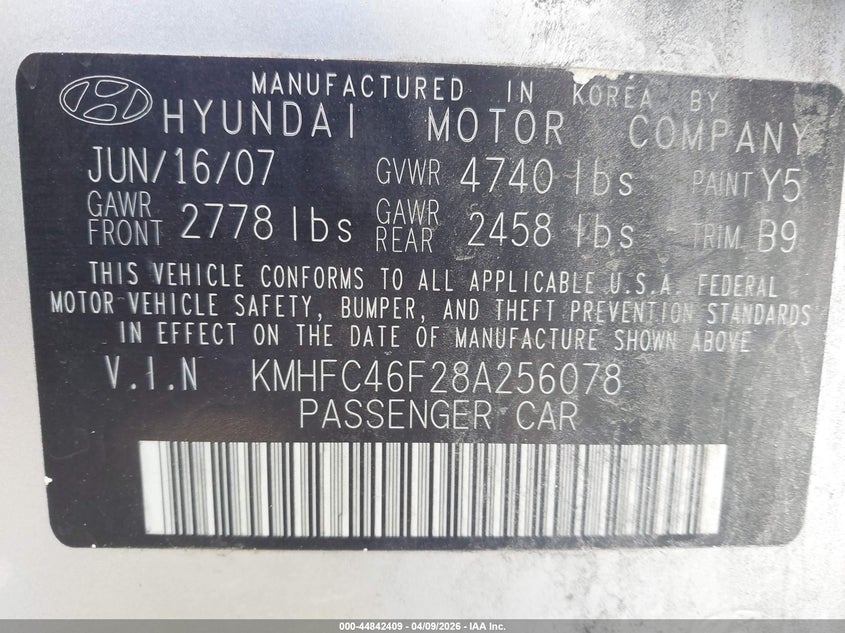 MANUFACTURED IN KOREA BY
HYUNDAI MOTOR COMPANY
JUN/16/07 GVWR 4740 lbs PAINT Y5
GAWR FRONT 2778 lbs GAWR REAR 2458 lbs TRIM B9
THIS VEHICLE CONFORMS TO ALL APPLICABLE U.S.A. FEDERAL
MOTOR VEHICLE SAFETY, BUMPER, AND THEFT PREVENTION STANDARDS
IN EFFECT ON THE DATE OF MANUFACTURE SHOWN ABOVE
V.I.N KMHFC46F28A256078
PASSENGER CAR
000-44842409 | 04/09/2026 | IAA Inc.